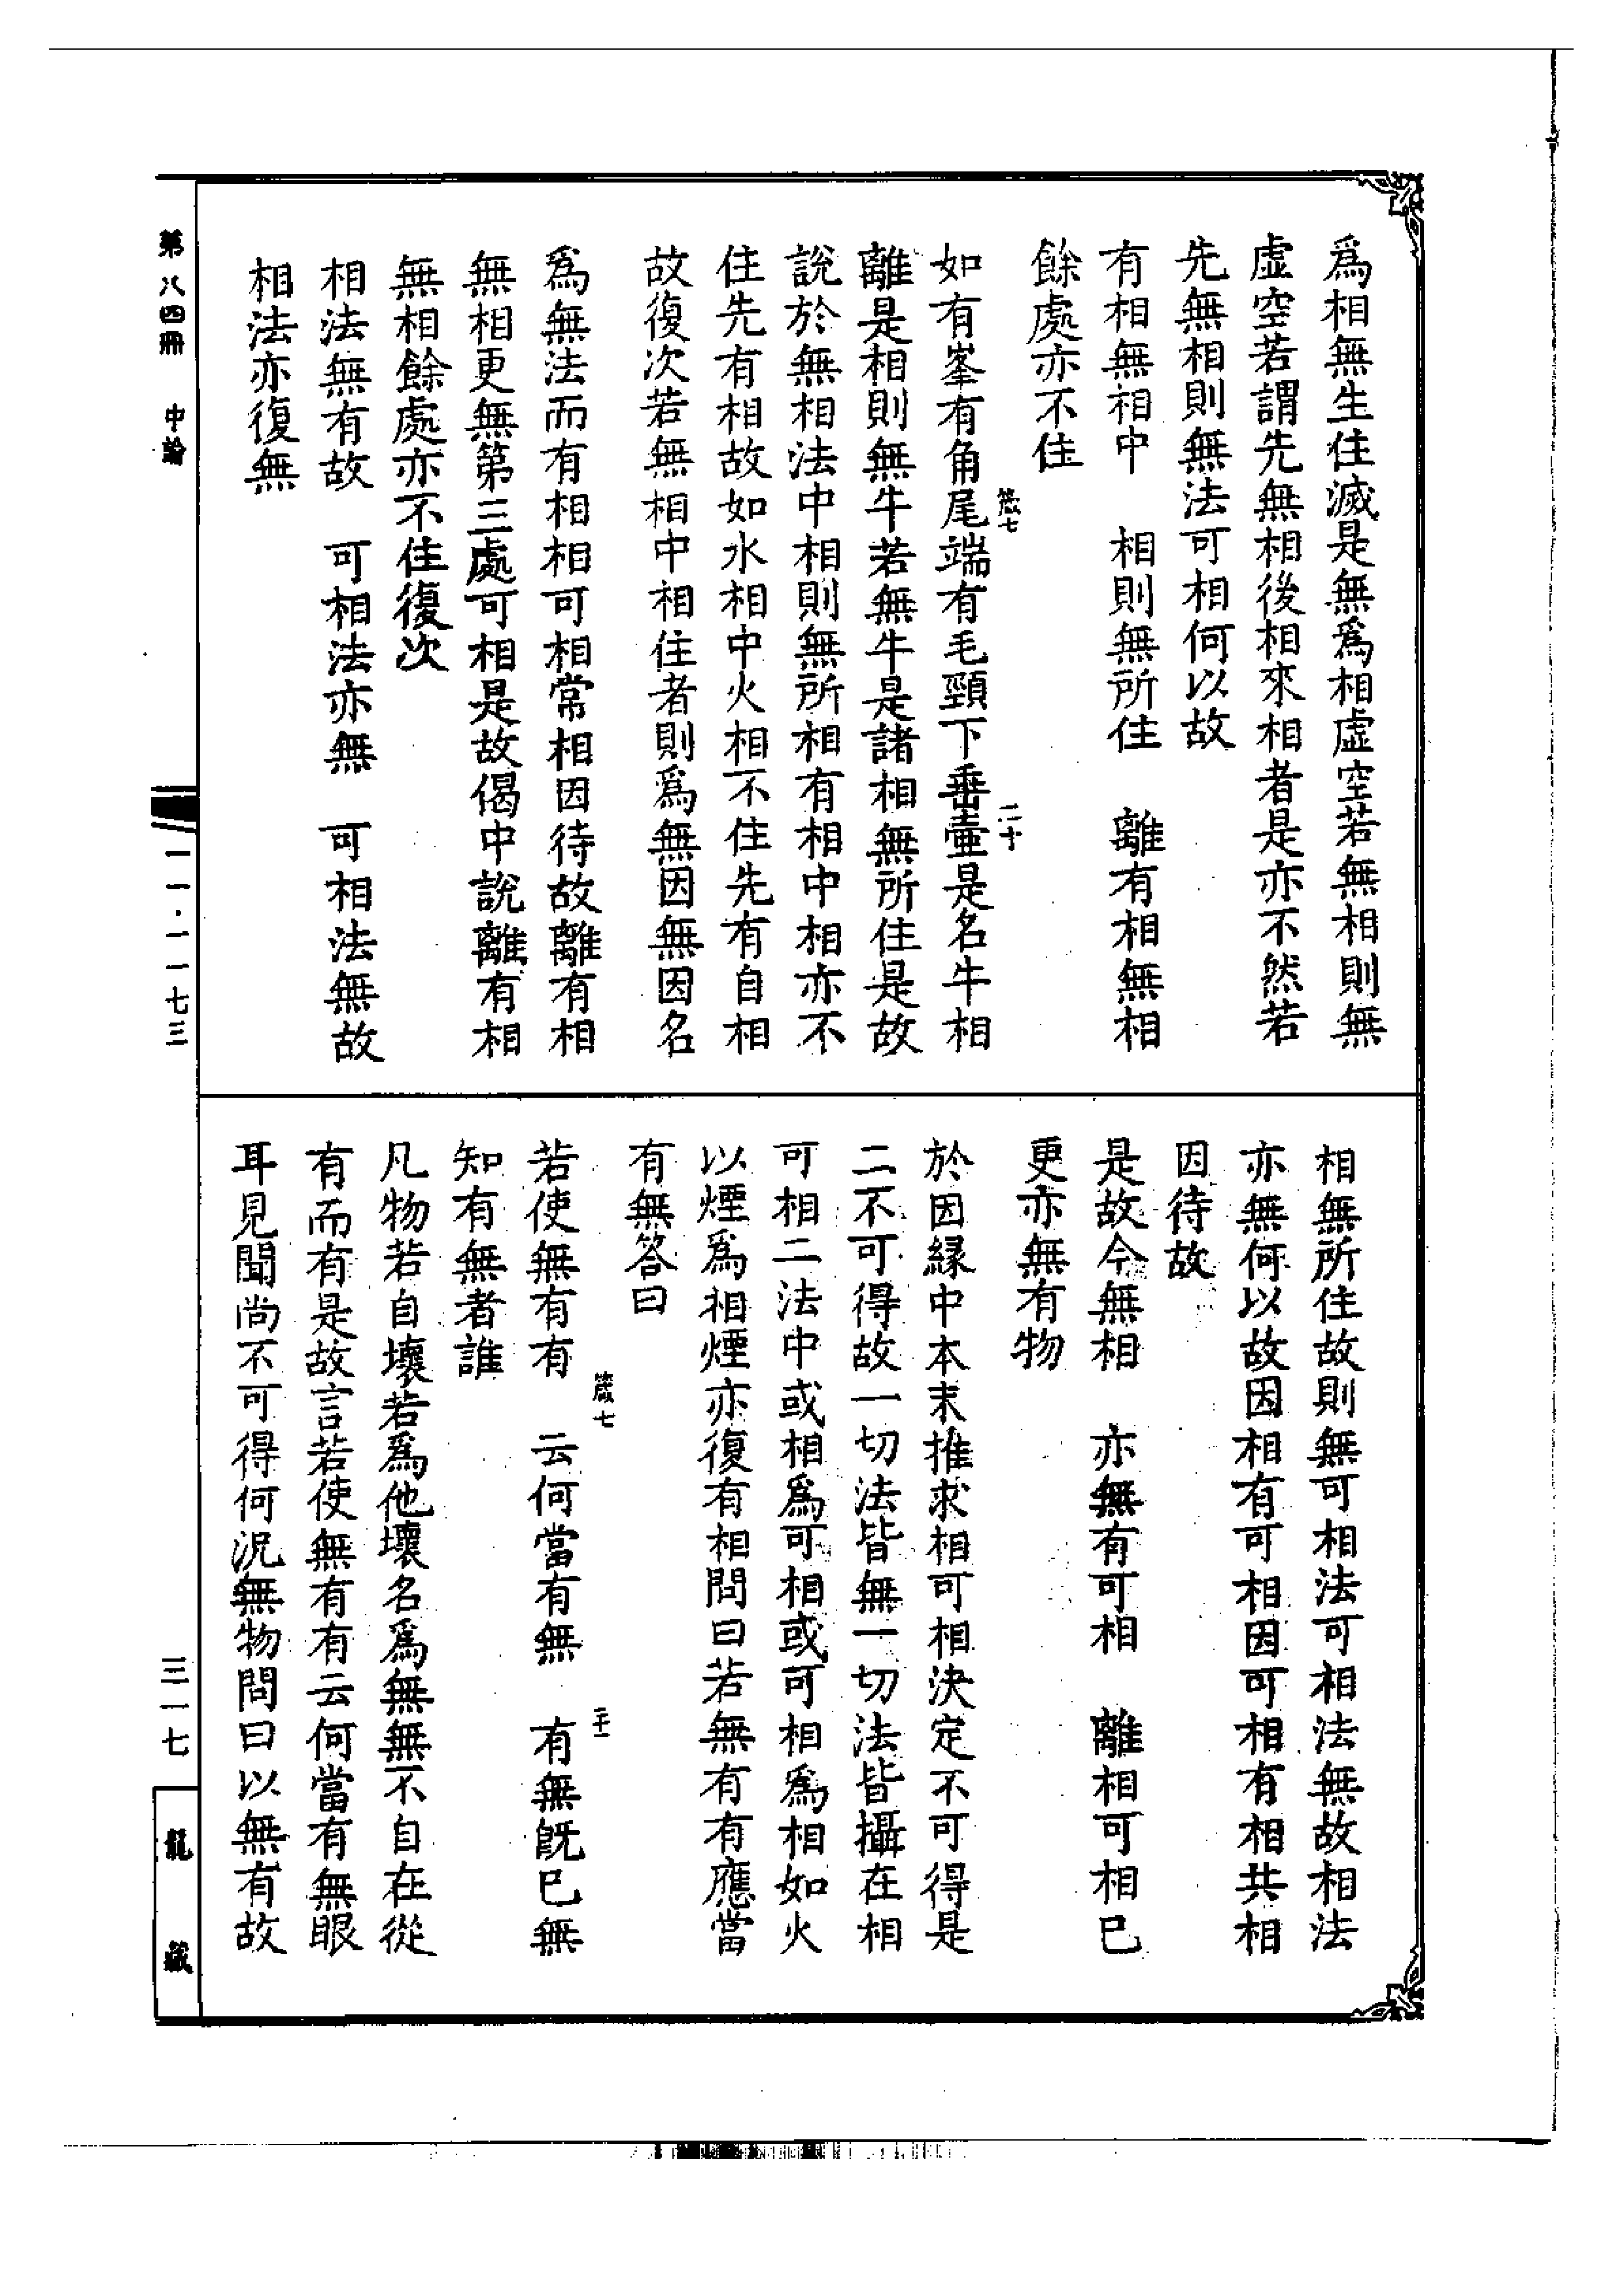 爲相無生住滅是無爲相虛空若無相則無
虛空若謂先無相後相來相者是亦不然若
先無相則無法可相何以故
有相無相中　相則無所住　離有相無相
餘處亦不住
如有峯有角尾端有毛頸下垂壷是名牛相
離是相則無牛若無牛是諸相無所住是故
說於無相法中相則無所相有相中相亦不
住先有相故如水相中火相不住先有自相
故復次若無相中相住者則爲無因無因名
爲無法而有相相可相常相因待故離有相
無相更無第三處可相是故偈中說離有相
無相餘處亦不住復次
相法無有故　可相法亦無　可相法無故
相法亦復無
箴七
二十
相無所住故則無可相法可相法無故相法
亦無何以故因相有可相因可相有相共相
因待故
是故今無相　亦無有可相　離相可相已
更亦無有物
於因緣中本末推求相可相決定不可得是
二不可得故一切法皆無一切法皆攝在相
可相二法中或相爲可相或可相爲相如火
以煙爲相煙亦復有相問曰若無有有應當
有無答曰
若使無有有　云何當有無　有無旣已無
知有無者誰
凡物若自壞若爲他壞名爲無無不自在從
有而有是故言若使無有有云何當有無眼
耳見聞尚不可得何況無物問曰以無有故
箴七
二十一
第八四冊　中論
一一·一一七三
三一七
龍藏